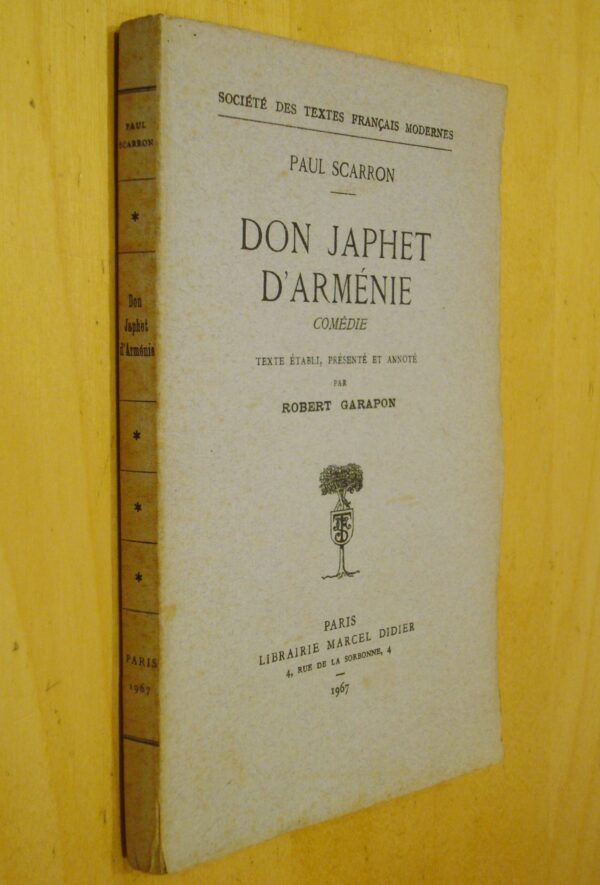 PAUL
SCARRON
*
Don
Japhet
d'Arménie
*
*
*
PARIS
1967
SOCIÉTÉ DES TEXTES FRANÇAIS MODERNES
PAUL SCARRON
DON JAPHET
D'ARMÉNIE
COMÉDIE
TEXTE ÉTABLI, PRÉSENTÉ ET ANNOTÉ
PAR
ROBERT GARAPON
PARIS
LIBRAIRIE MARCEL DIDIER
4, RUE DE LA SORBONNE, 4
1967